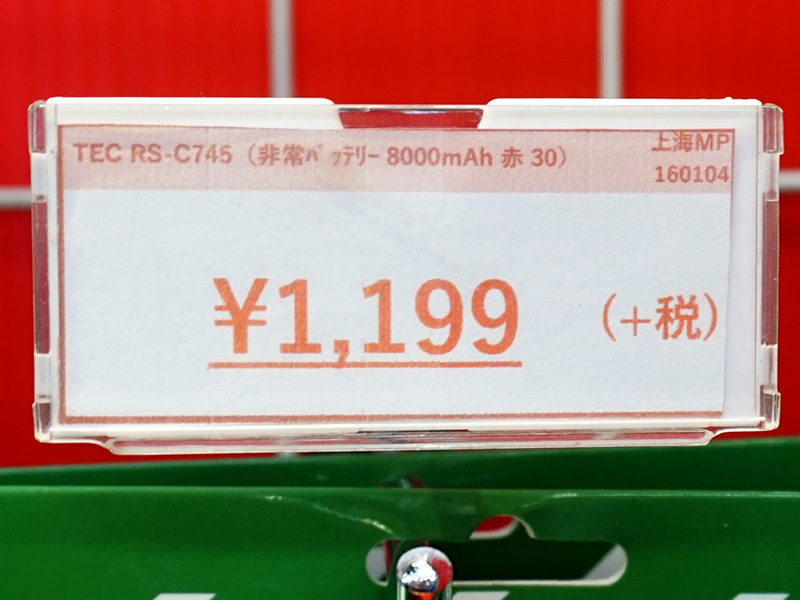 TEC RS-C745（非常ﾊﾞｯﾃﾘｰ 8000mAh 赤 30）
上海MP
160104
¥1,199 （+税）